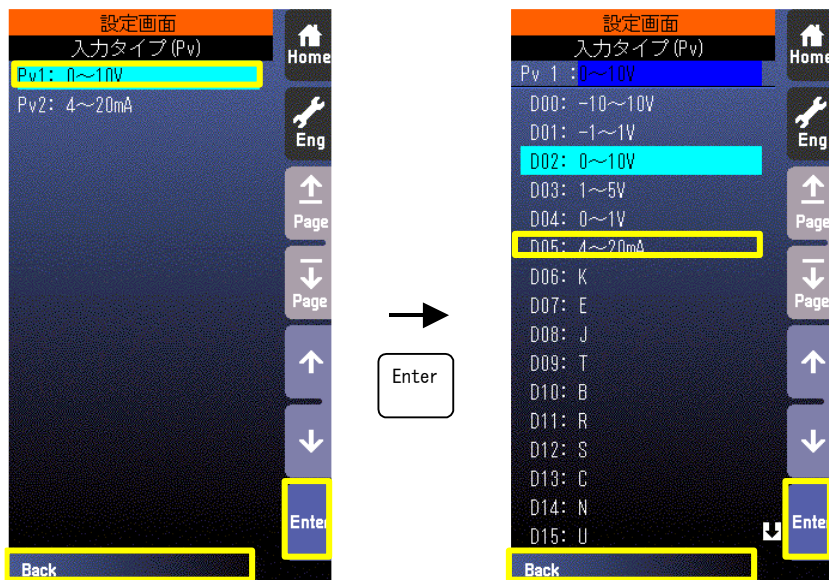 設定画面
入力タイプ(Pv)
Pv1: 0～10V
Pv2: 4～20mA
Home
Eng
Page
Page
Enter
Back
Enter
設定画面
入力タイプ(Pv)
Pv 1 :0～10V
D00: -10～10V
D01: -1～1V
D02: 0～10V
D03: 1～5V
D04: 0～1V
D05: 4～20mA
D06: K
D07: E
D08: J
D09: T
D10: B
D11: R
D12: S
D13: C
D14: N
D15: U
Home
Eng
Page
Page
Enter
Back